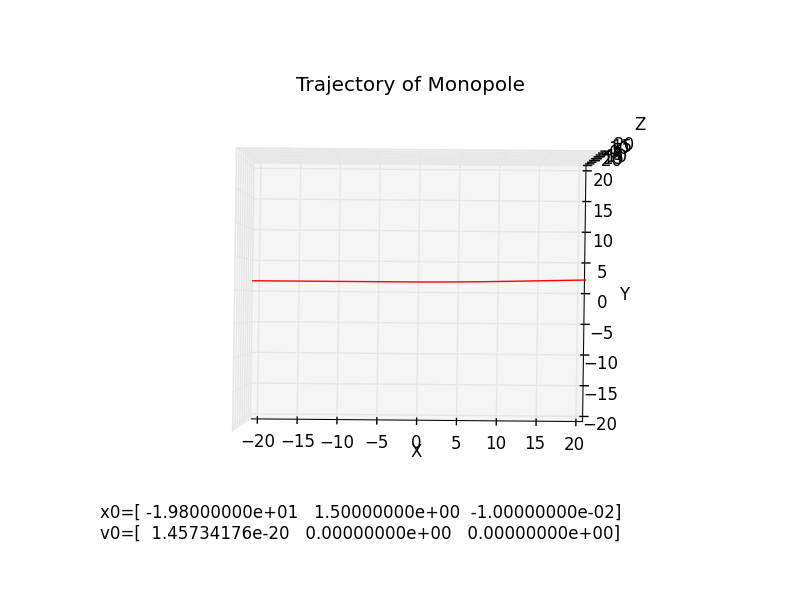 Trajectory of Monopole
Z
20
15
10
5
0
Y
−5
−10
−15
−20
−20 −15 −10 −5 0 5 10 15 20
X
x0=[ -1.98000000e+01 1.50000000e+00 -1.00000000e-02]
v0=[ 1.45734176e-20 0.00000000e+00 0.00000000e+00]